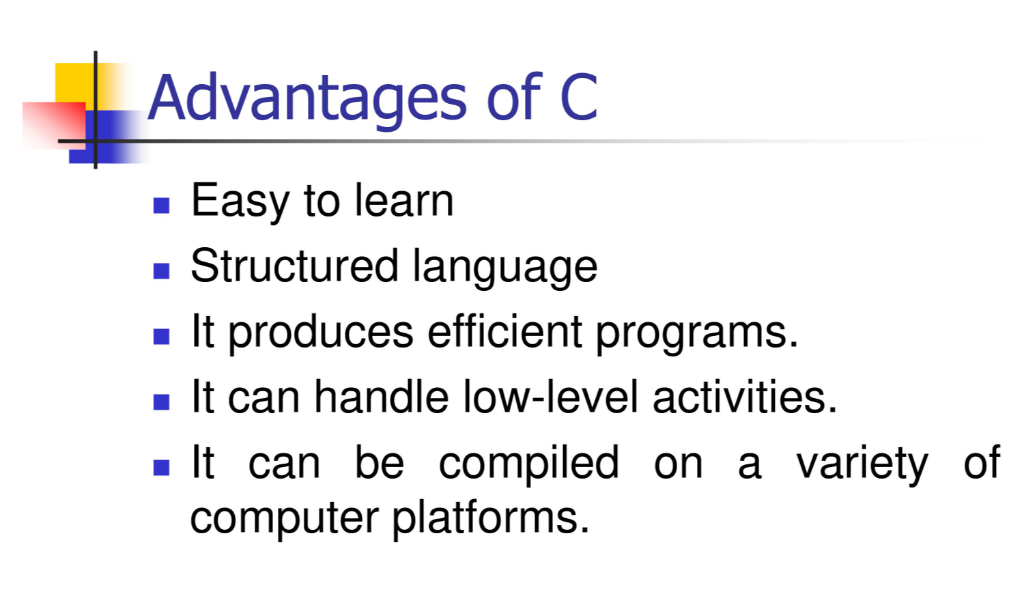 Advantages of C
Easy to learn
Structured language
It produces efficient programs.
It can handle low-level activities.
It can be compiled on a variety of
computer platforms.